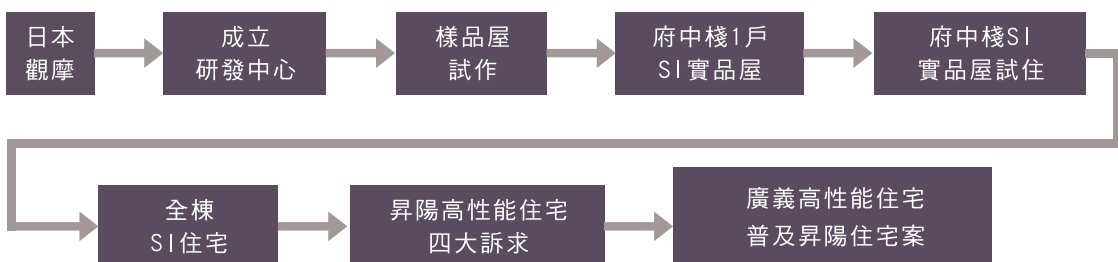 日本
觀摩
成立
研發中心
樣品屋
試作
府中棧1戶
SI實品屋
府中棧SI
實品屋試住
全棟
SI住宅
昇陽高性能住宅
四大訴求
廣義高性能住宅
普及昇陽住宅案